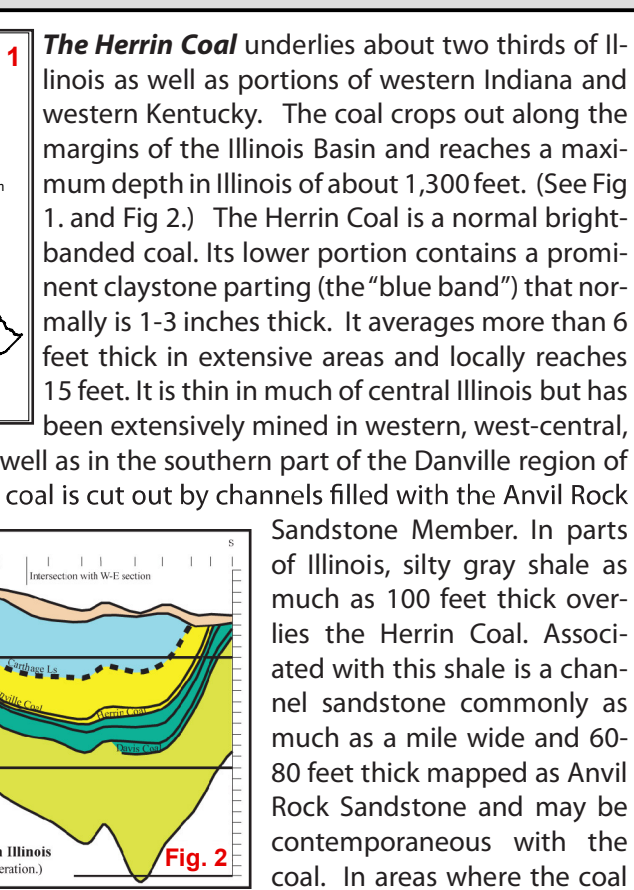 1
The Herrin Coal underlies about two thirds of Il-
linois as well as portions of western Indiana and
western Kentucky. The coal crops out along the
margins of the Illinois Basin and reaches a maxi-
mum depth in Illinois of about 1,300 feet. (See Fig
1. and Fig 2.) The Herrin Coal is a normal bright-
banded coal. Its lower portion contains a promi-
nent claystone parting (the “blue band”) that nor-
mally is 1-3 inches thick. It averages more than 6
feet thick in extensive areas and locally reaches
15 feet. It is thin in much of central Illinois but has
been extensively mined in western, west-central,
well as in the southern part of the Danville region of
coal is cut out by channels filled with the Anvil Rock
Sandstone Member. In parts
of Illinois, silty gray shale as
much as 100 feet thick over-
lies the Herrin Coal. Associ-
ated with this shale is a chan-
nel sandstone commonly as
much as a mile wide and 60-
80 feet thick mapped as Anvil
Rock Sandstone and may be
contemporaneous with the
coal. In areas where the coal
S
Intersection with W-E section
Carthage Ls
ville Coal
Herrin Coal
Davis Coal
Illinois
eration.)
Fig. 2